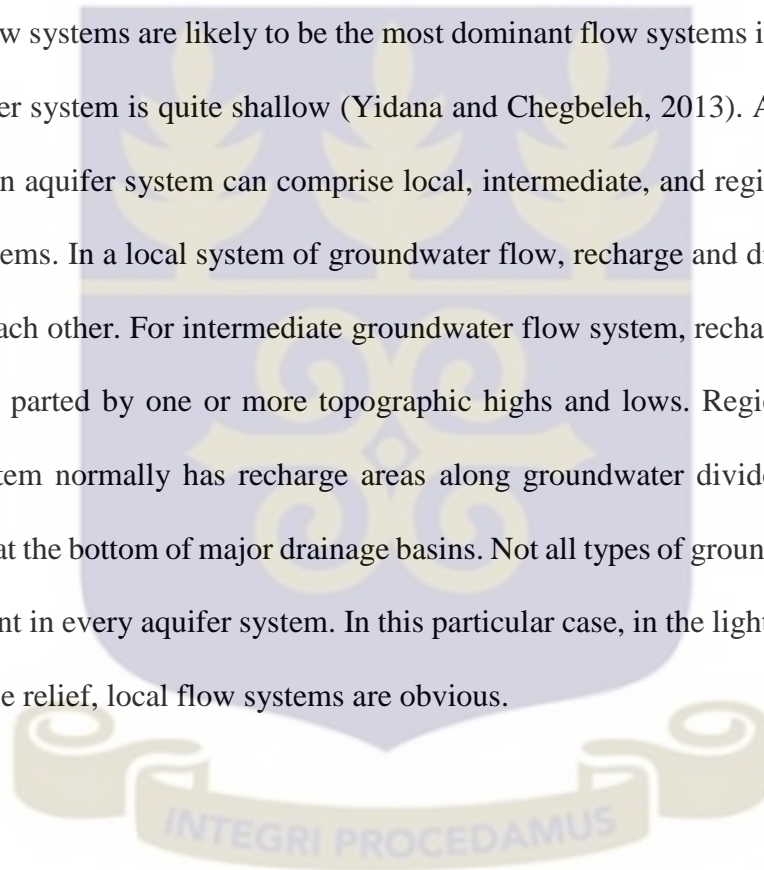 ow systems are likely to be the most dominant flow systems i
er system is quite shallow (Yidana and Chegbeleh, 2013). A
n aquifer system can comprise local, intermediate, and regi
tems. In a local system of groundwater flow, recharge and d
ach other. For intermediate groundwater flow system, recha
parted by one or more topographic highs and lows. Regi
tem normally has recharge areas along groundwater divid
at the bottom of major drainage basins. Not all types of groun
nt in every aquifer system. In this particular case, in the light
e relief, local flow systems are obvious.
INTEGRI PROCEDAMUS